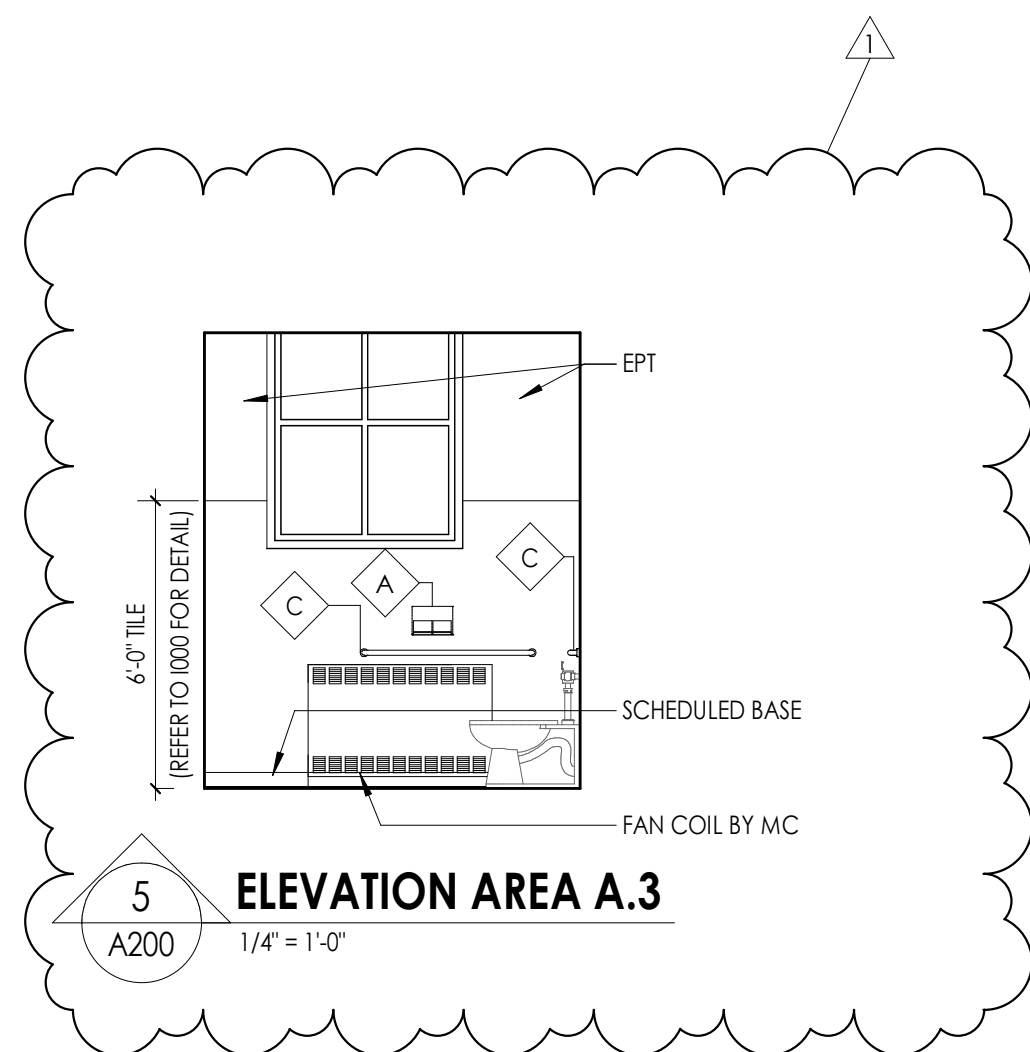 1
EPT
C
A
C
6'-0" TILE
(REFER TO I000 FOR DETAIL)
SCHEDULED BASE
FAN COIL BY MC
5
A200
ELEVATION AREA A.3
1/4" = 1'-0"